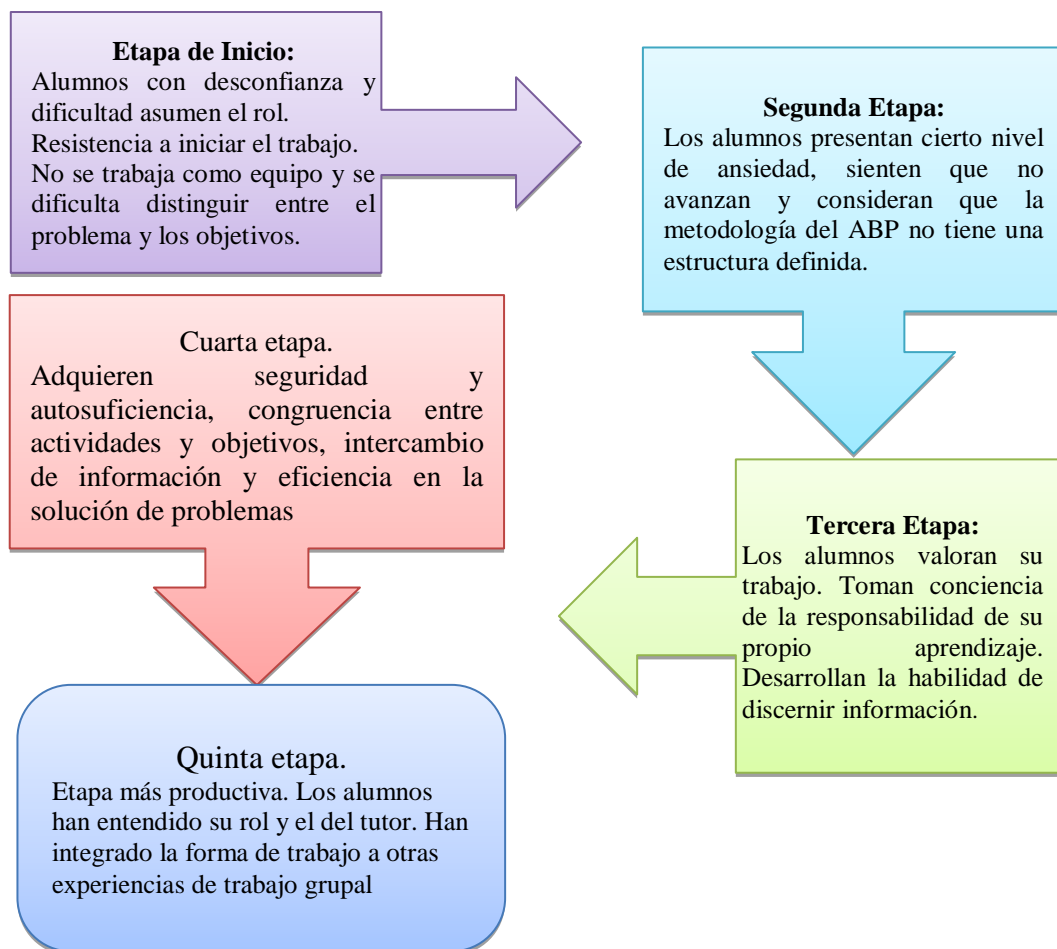 Etapa de Inicio:
Alumnos con desconfianza y
dificultad asumen el rol.
Resistencia a iniciar el trabajo.
No se trabaja como equipo y se
dificulta distinguir entre el
problema y los objetivos.
Segunda Etapa:
Los alumnos presentan cierto nivel
de ansiedad, sienten que no
avanzan y consideran que la
metodología del ABP no tiene una
estructura definida.
Tercera Etapa:
Los alumnos valoran su
trabajo. Toman conciencia
de la responsabilidad de su
propio aprendizaje.
Desarrollan la habilidad de
discernir información.
Cuarta etapa.
Adquieren seguridad y
autosuficiencia, congruencia entre
actividades y objetivos, intercambio
de información y eficiencia en la
solución de problemas
Quinta etapa.
Etapa más productiva. Los alumnos
han entendido su rol y el del tutor. Han
integrado la forma de trabajo a otras
experiencias de trabajo grupal